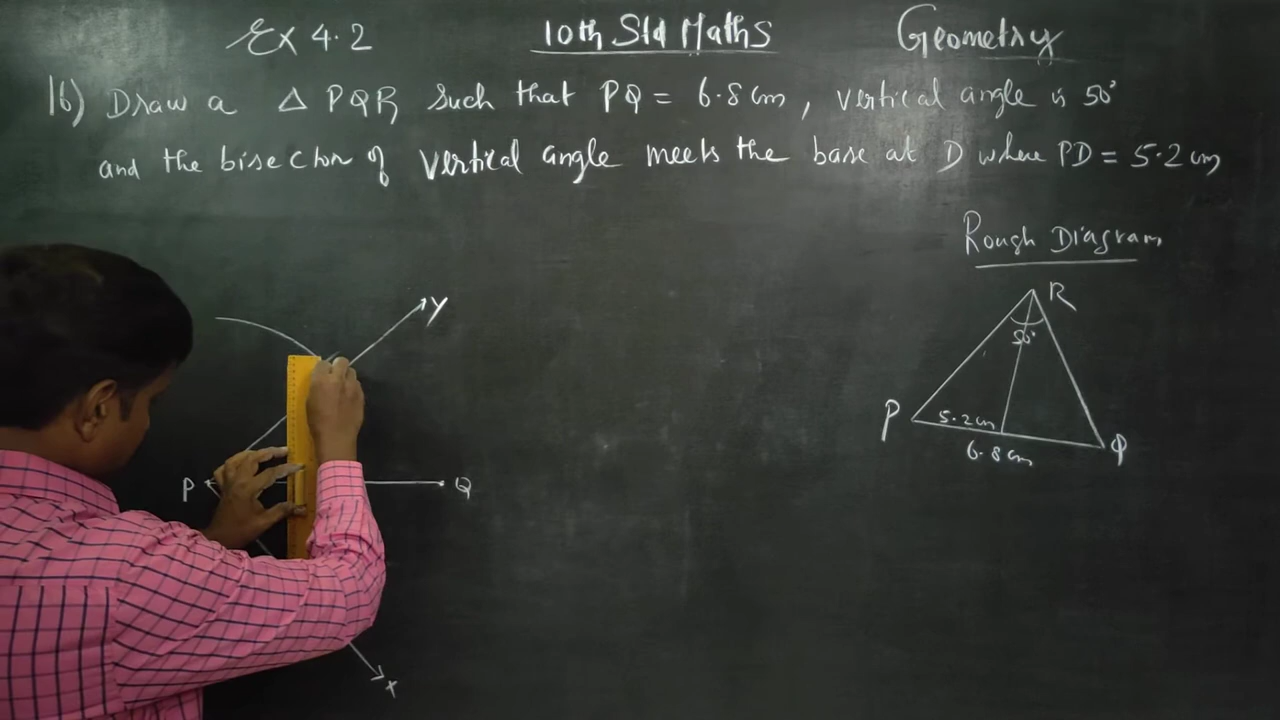 Ex 4.2 10th Std Maths Geometry
16) Draw a △ PQR such that PQ = 6.8 cm, vertical angle is 50°
and the bisector of vertical angle meets the base at D where PD = 5.2 cm
Rough Diagram
R
50°
P 5.2 cm Q
6.8 cm
Y
P Q
X